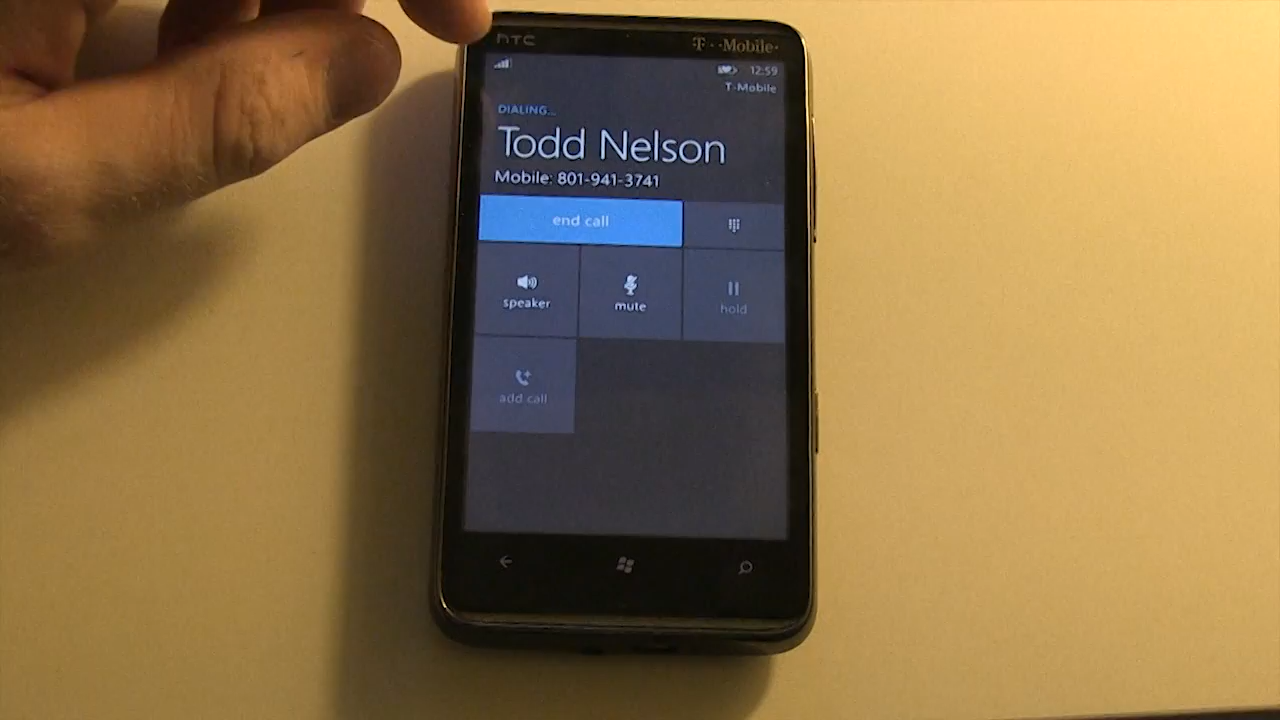 hTC
T··Mobile·
12:59
T-Mobile
DIALING...
Todd Nelson
Mobile: 801-941-3741
end call
speaker
mute
hold
add call